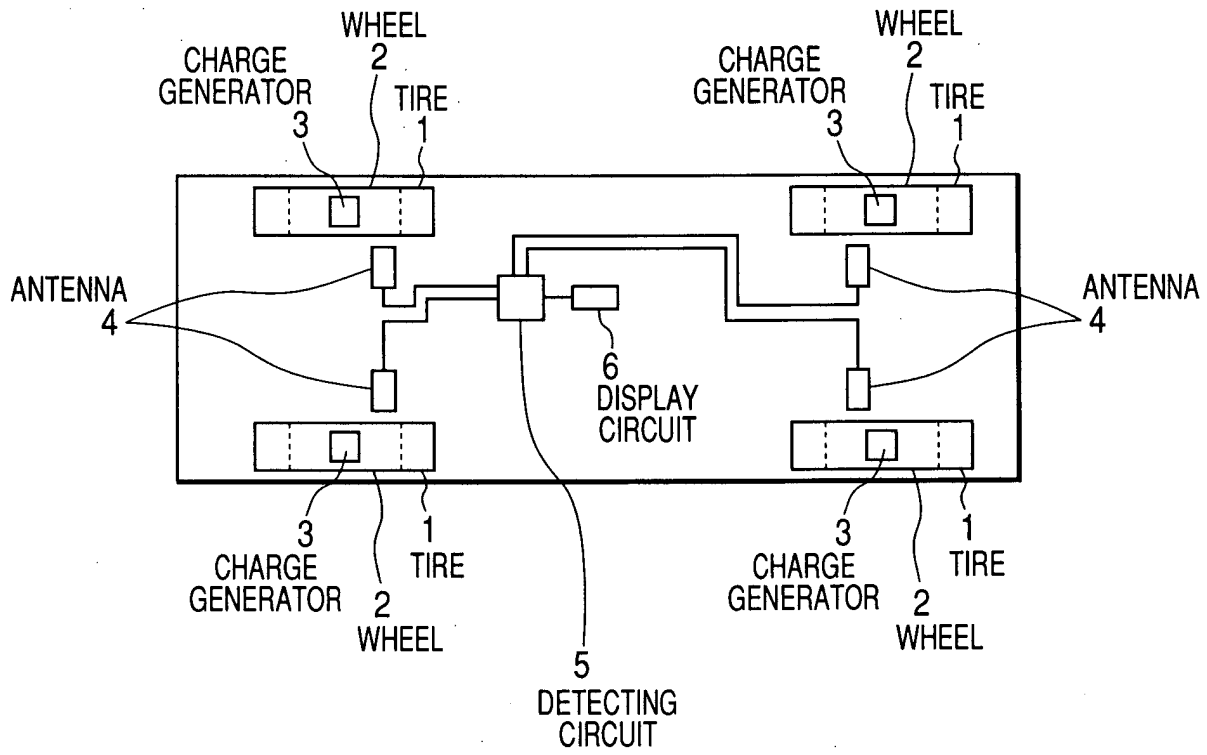 WHEEL
2
CHARGE
GENERATOR
3
TIRE
1
WHEEL
2
CHARGE
GENERATOR
3
TIRE
1
ANTENNA
4
ANTENNA
4
6
DISPLAY
CIRCUIT
3
CHARGE
GENERATOR
1
TIRE
2
WHEEL
3
CHARGE
GENERATOR
1
TIRE
2
WHEEL
5
DETECTING
CIRCUIT